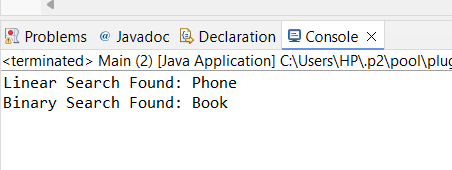 Problems @ Javadoc Declaration Console ×
<terminated> Main (2) [Java Application] C:\Users\HP\.p2\pool\plug
Linear Search Found: Phone
Binary Search Found: Book